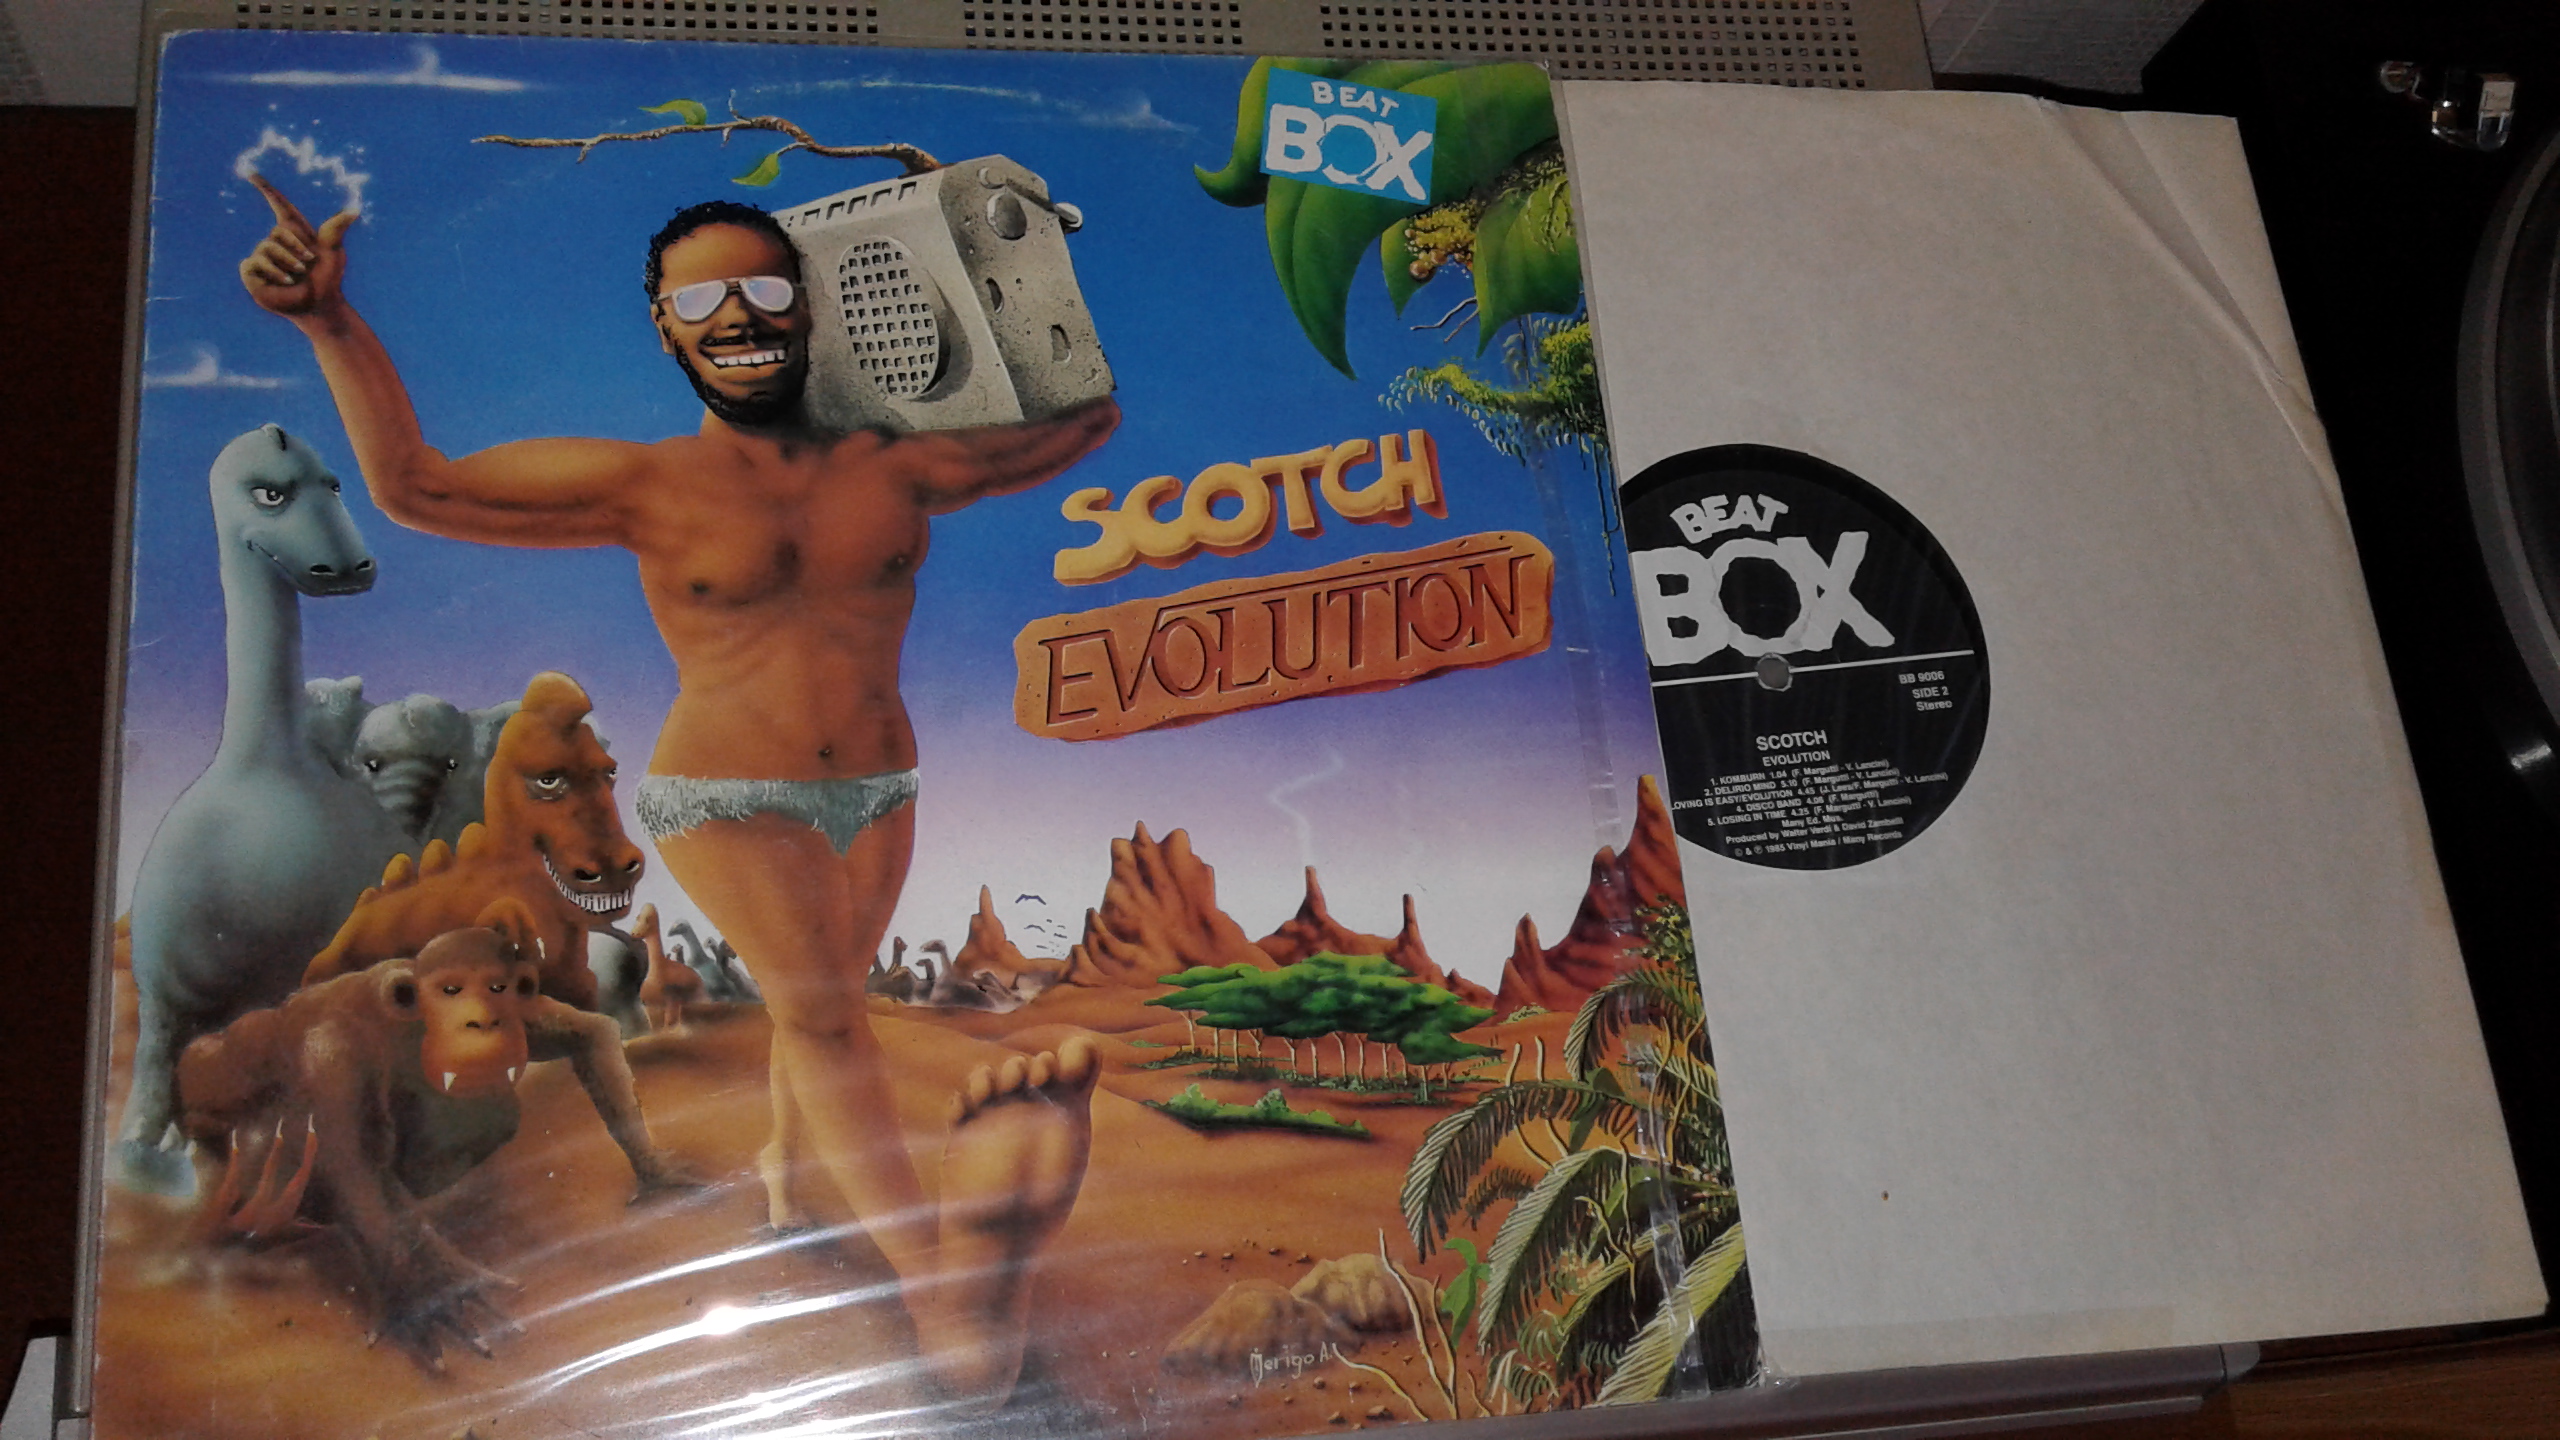 BEAT
BOX
SCOTCH
EVOLUTION
Merigo A.
BEAT
BOX
BB 9006
SIDE 2
Stereo
SCOTCH
EVOLUTION
1. KOMBURN 1.04 (F. Margutti - V. Lancini)
2. DELIRIO MIND 5.10 (F. Margutti - V. Lancini)
OVING IS EASY/EVOLUTION 4.45 (J. Lees/F. Margutti - V. Lancini)
4. DISCO BAND 4.08 (F. Margutti)
5. LOSING IN TIME 4.25 (F. Margutti - V. Lancini)
Many Ed. Mus.
Produced by Walter Verdi & David Zambelli
© & ℗ 1985 Vinyl Mania / Many Records